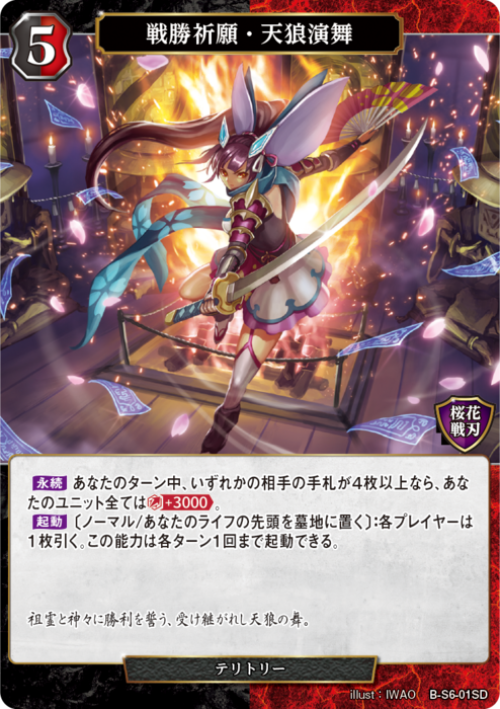 5
戦勝祈願・天狼演舞
桜花
戦刃
永続 あなたのターン中、いずれかの相手の手札が4枚以上なら、あな
たのユニット全ては+3000。
起動 〔ノーマル/あなたのライフの先頭を墓地に置く〕:各プレイヤーは
1枚引く。この能力は各ターン1回まで起動できる。
祖霊と神々に勝利を誓う、受け継がれし天狼の舞。
テリトリー
illust:IWAO B-S6-01SD